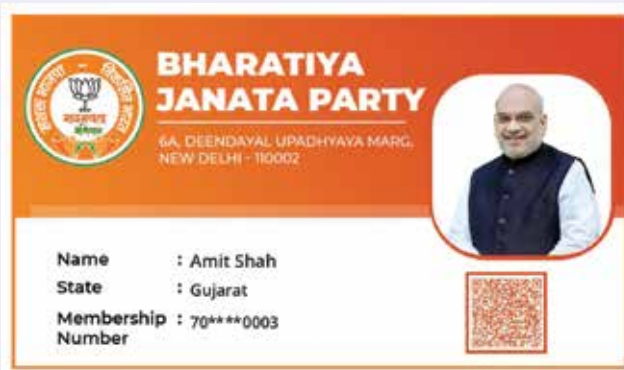 BHARATIYA
JANATA PARTY
6A, DEENDAYAL UPADHYAYA MARG,
NEW DELHI - 110002
Name : Amit Shah
State : Gujarat
Membership : 70****0003
Number